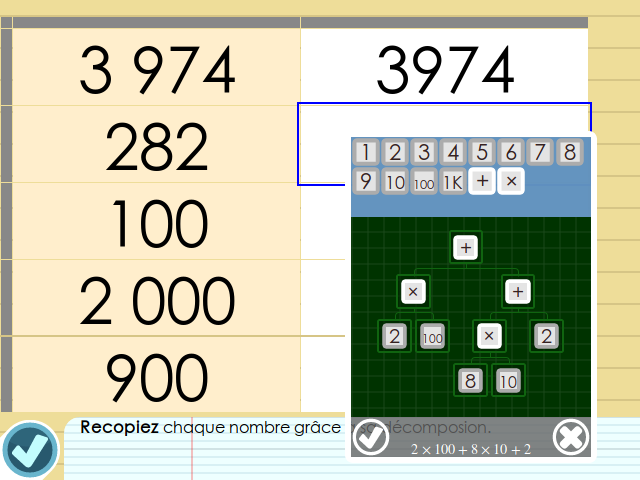 3 974 3974
282
1 2 3 4 5 6 7 8
9 10 100 1K + ×
100
+
× +
2 000
2 100 × 2
8 10
900
Recopiez chaque nombre grâce décomposion.
2 × 100 + 8 × 10 + 2